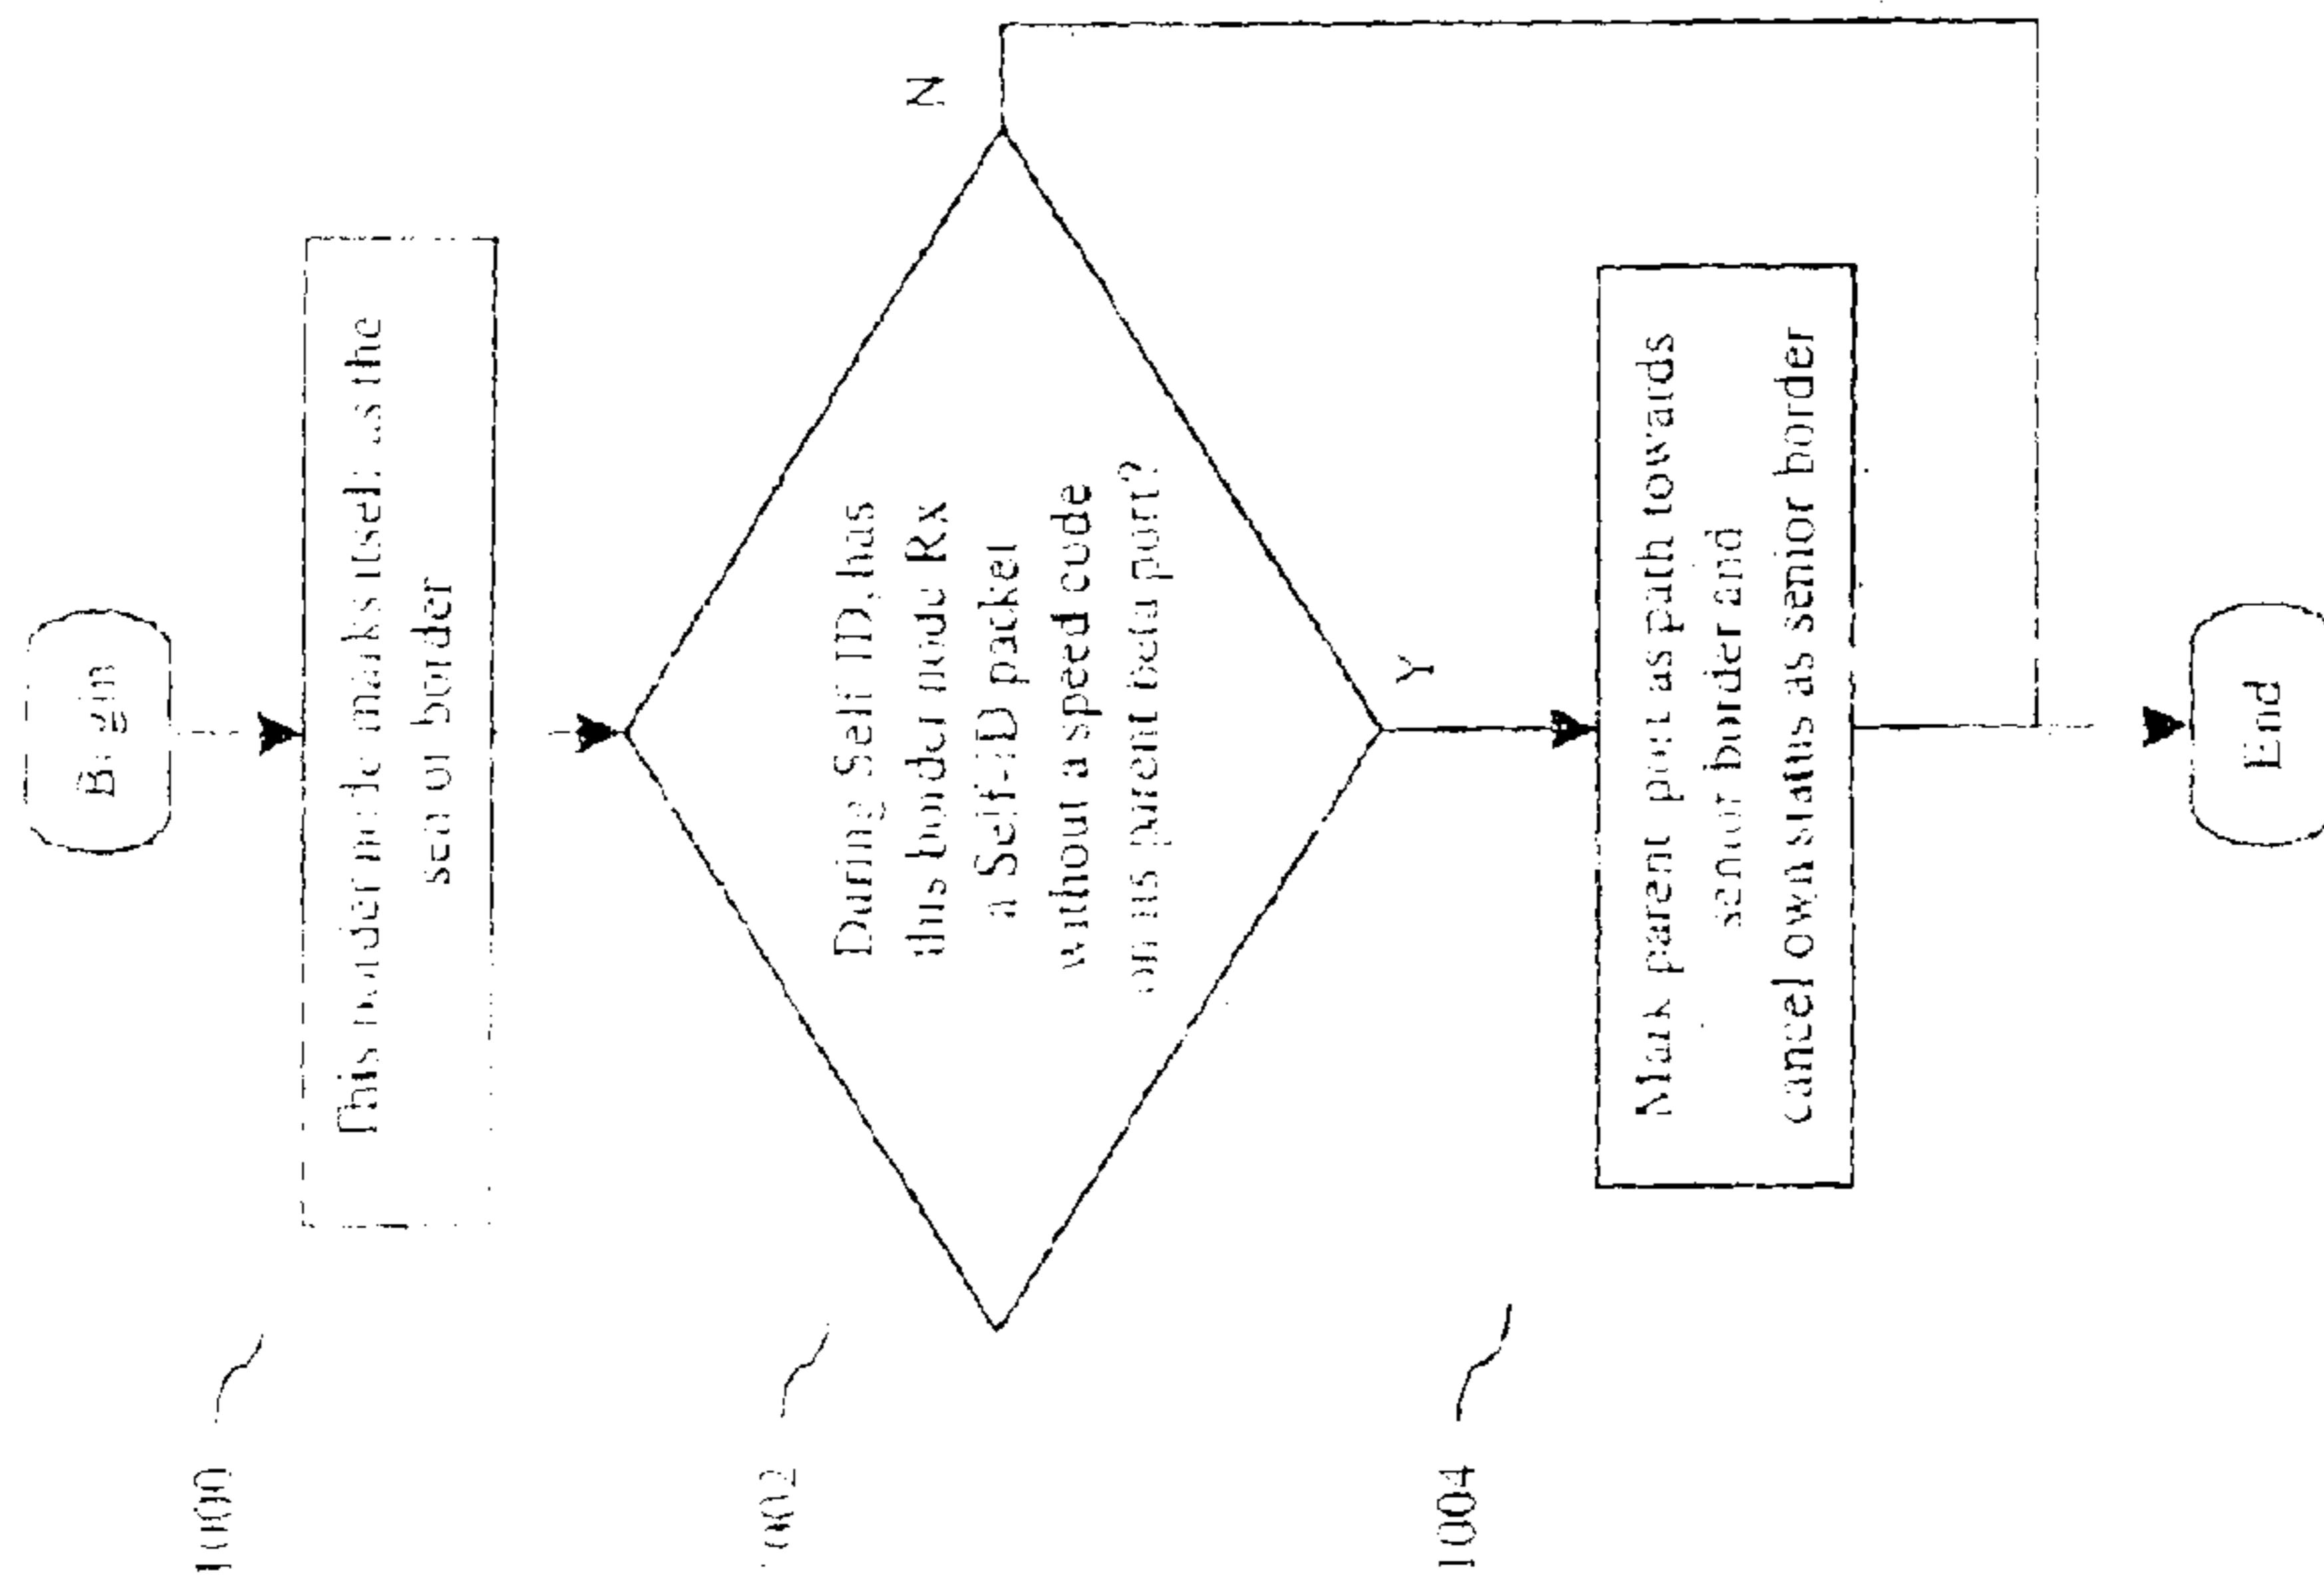 Begin
1000
This border node marks itself as the
senior border
1002
During Self-ID, has
this border node Rx
a Self-ID packet
without a speed code
on its parent beta port?
N
Y
1004
Mark parent port as path towards
senior border and
cancel own status as senior border
End